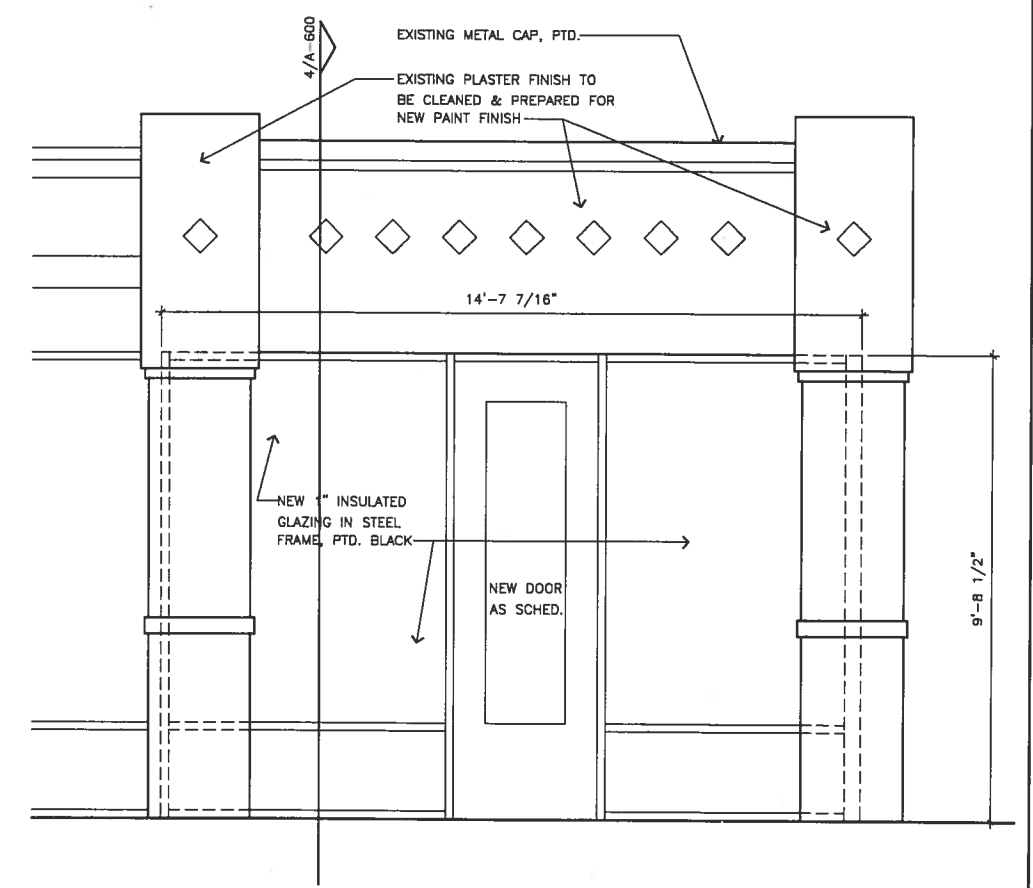 4/A-600
EXISTING METAL CAP, PTD.
EXISTING PLASTER FINISH TO
BE CLEANED & PREPARED FOR
NEW PAINT FINISH
14'-7 7/16"
NEW 1" INSULATED
GLAZING IN STEEL
FRAME, PTD. BLACK
NEW DOOR
AS SCHED.
9'-8 1/2"